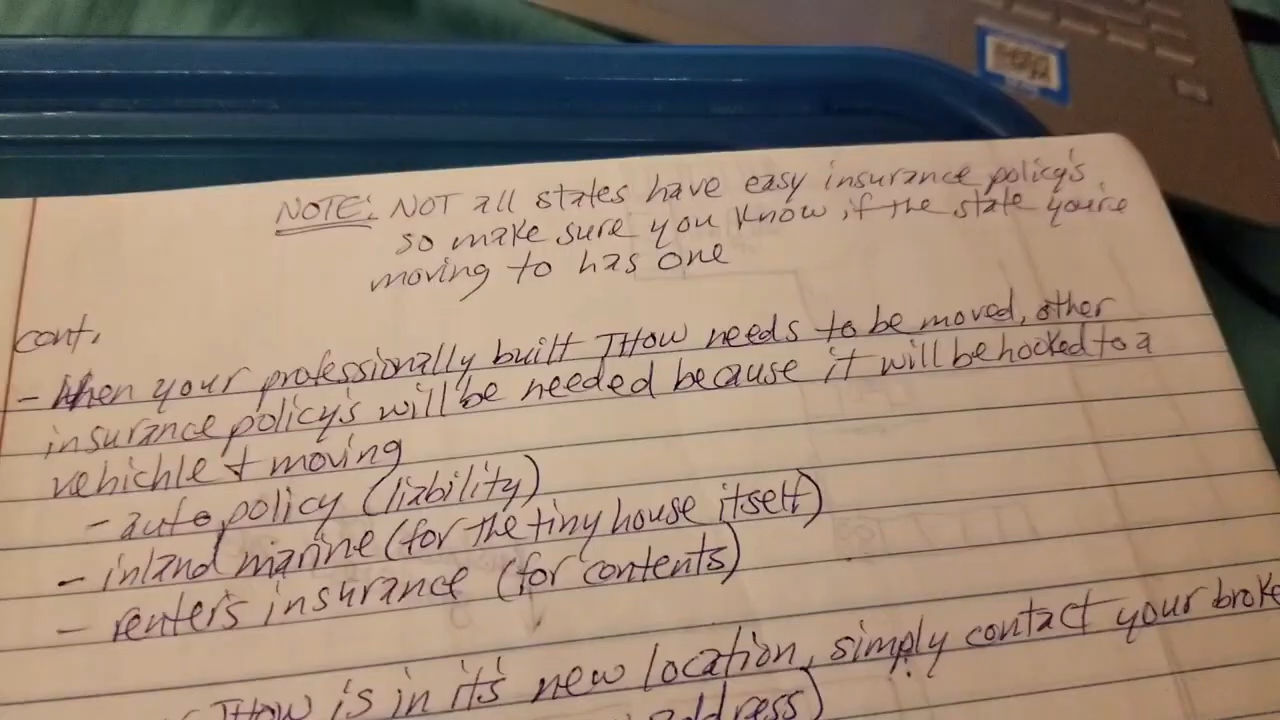 NOTE: NOT all states have easy insurance policy's
so make sure you know if the state you're
moving to has one
cont.
- When your professionally built THOW needs to be moved, other
insurance policy's will be needed because it will be hooked to a
vehichle & moving
- auto policy (liability)
- inland marine (for the tiny house itself)
- renter's insurance (for contents)
THOW is in it's new location, simply contact your broke
address)